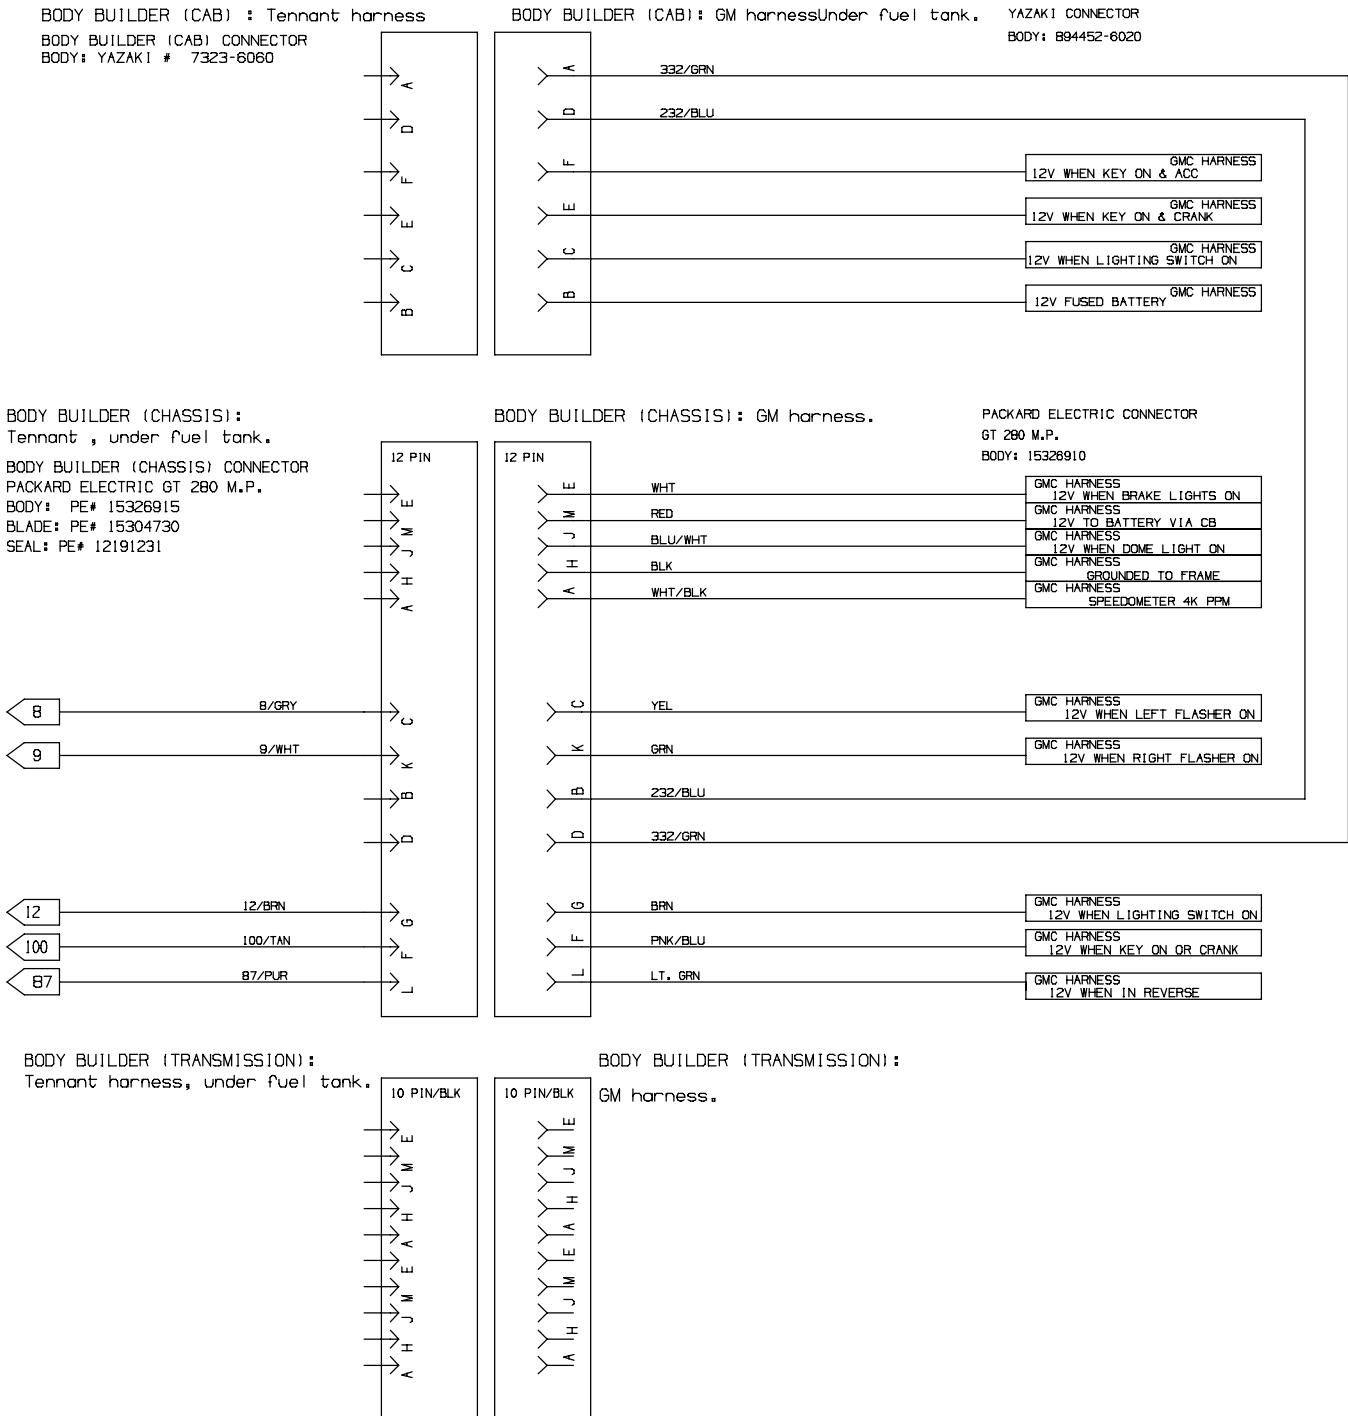 BODY BUILDER (CAB) : Tennant harness
BODY BUILDER (CAB) CONNECTOR
BODY: YAZAKI # 7323-6060
BODY BUILDER (CAB): GM harnessUnder fuel tank.
YAZAKI CONNECTOR
BODY: B94452-6020
A
D
F
E
C
B
A
D
F
E
C
B
332/GRN
232/BLU
GMC HARNESS
12V WHEN KEY ON & ACC
GMC HARNESS
12V WHEN KEY ON & CRANK
GMC HARNESS
12V WHEN LIGHTING SWITCH ON
GMC HARNESS
12V FUSED BATTERY
BODY BUILDER (CHASSIS):
Tennant , under fuel tank.
BODY BUILDER (CHASSIS) CONNECTOR
PACKARD ELECTRIC GT 280 M.P.
BODY: PE# 15326915
BLADE: PE# 15304730
SEAL: PE# 12191231
BODY BUILDER (CHASSIS): GM harness.
PACKARD ELECTRIC CONNECTOR
GT 280 M.P.
BODY: 15326910
12 PIN
12 PIN
E
M
J
H
A
C
K
B
D
G
F
L
E
M
J
H
A
C
K
B
D
G
F
L
WHT
RED
BLU/WHT
BLK
WHT/BLK
GMC HARNESS
12V WHEN BRAKE LIGHTS ON
GMC HARNESS
12V TO BATTERY VIA CB
GMC HARNESS
12V WHEN DOME LIGHT ON
GMC HARNESS
GROUNDED TO FRAME
GMC HARNESS
SPEEDOMETER 4K PPM
8
8/GRY
YEL
GMC HARNESS
12V WHEN LEFT FLASHER ON
9
9/WHT
GRN
GMC HARNESS
12V WHEN RIGHT FLASHER ON
232/BLU
332/GRN
12
12/BRN
BRN
GMC HARNESS
12V WHEN LIGHTING SWITCH ON
100
100/TAN
PNK/BLU
GMC HARNESS
12V WHEN KEY ON OR CRANK
87
87/PUR
LT. GRN
GMC HARNESS
12V WHEN IN REVERSE
BODY BUILDER (TRANSMISSION):
Tennant harness, under fuel tank.
BODY BUILDER (TRANSMISSION):
GM harness.
10 PIN/BLK
10 PIN/BLK
E
M
J
H
A
E
M
J
H
A
E
M
J
H
A
E
M
J
H
A